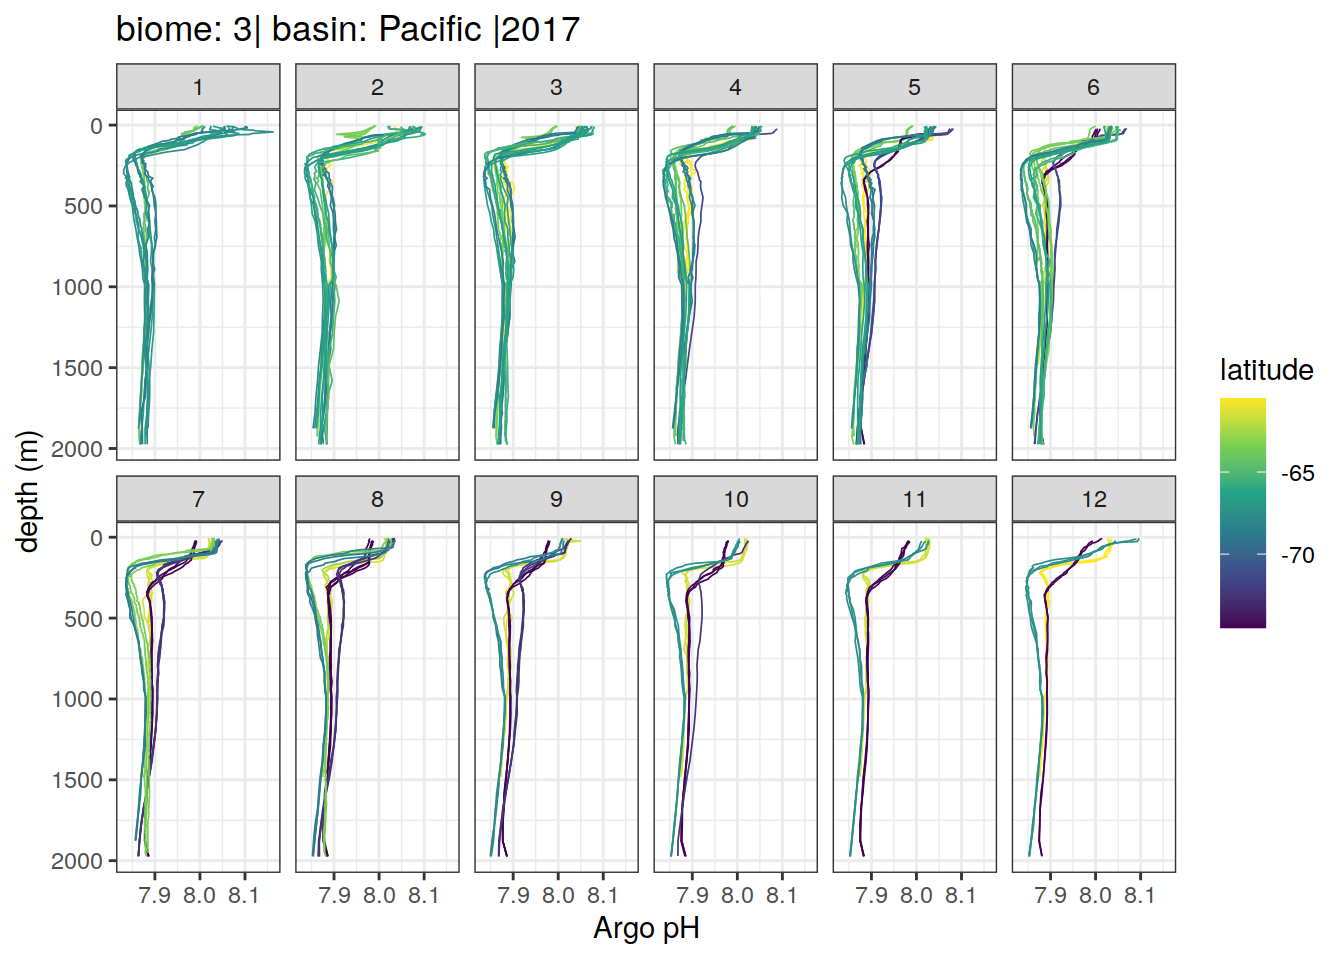 biome: 3| basin: Pacific |2017
1 2 3 4 5 6
0
500
1000
1500
2000
7 8 9 10 11 12
0
500
1000
1500
2000
7.9 8.0 8.1 7.9 8.0 8.1 7.9 8.0 8.1 7.9 8.0 8.1 7.9 8.0 8.1 7.9 8.0 8.1
Argo pH
depth (m)
latitude
-65
-70